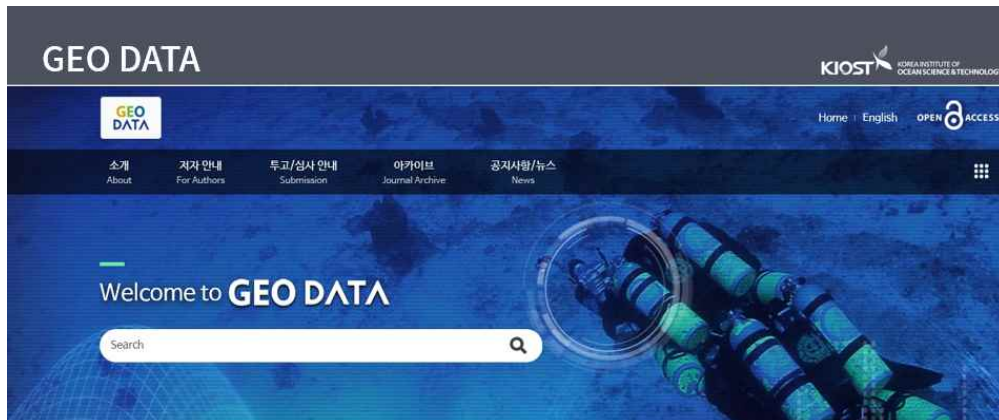 GEO DATA
KIOST
KOREA INSTITUTE OF
OCEAN SCIENCE & TECHNOLOGY
GEO
DATA
Home
English
OPEN ACCESS
소개
About
저자 안내
For Authors
투고/심사 안내
Submission
아카이브
Journal Archive
공지사항/뉴스
News
Welcome to GEO DATA
Search